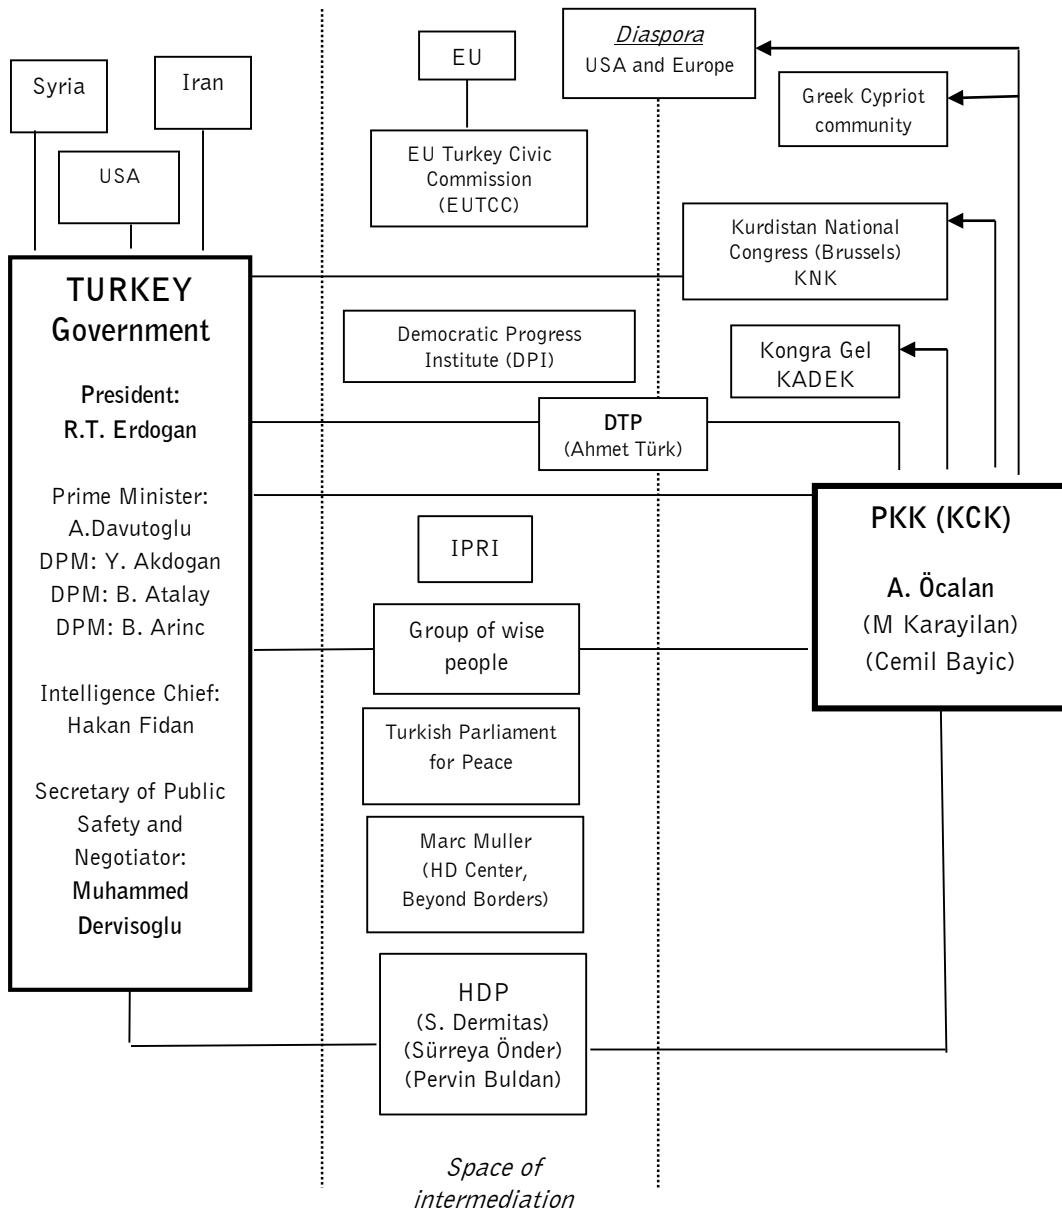 Syria
Iran
USA
TURKEY
Government
President:
R.T. Erdogan
Prime Minister:
A.Davutoglu
DPM: Y. Akdogan
DPM: B. Atalay
DPM: B. Arinc
Intelligence Chief:
Hakan Fidan
Secretary of Public
Safety and
Negotiator:
Muhammed
Dervisoglu
EU
EU Turkey Civic
Commission
(EUTCC)
Democratic Progress
Institute (DPI)
DTP
(Ahmet Türk)
IPRI
Group of wise
people
Turkish Parliament
for Peace
Marc Muller
(HD Center,
Beyond Borders)
HDP
(S. Dermitas)
(Sürreya Önder)
(Pervin Buldan)
Space of
intermediation
Diaspora
USA and Europe
Greek Cypriot
community
Kurdistan National
Congress (Brussels)
KNK
Kongra Gel
KADEK
PKK (KCK)
A. Öcalan
(M Karayilan)
(Cemil Bayic)